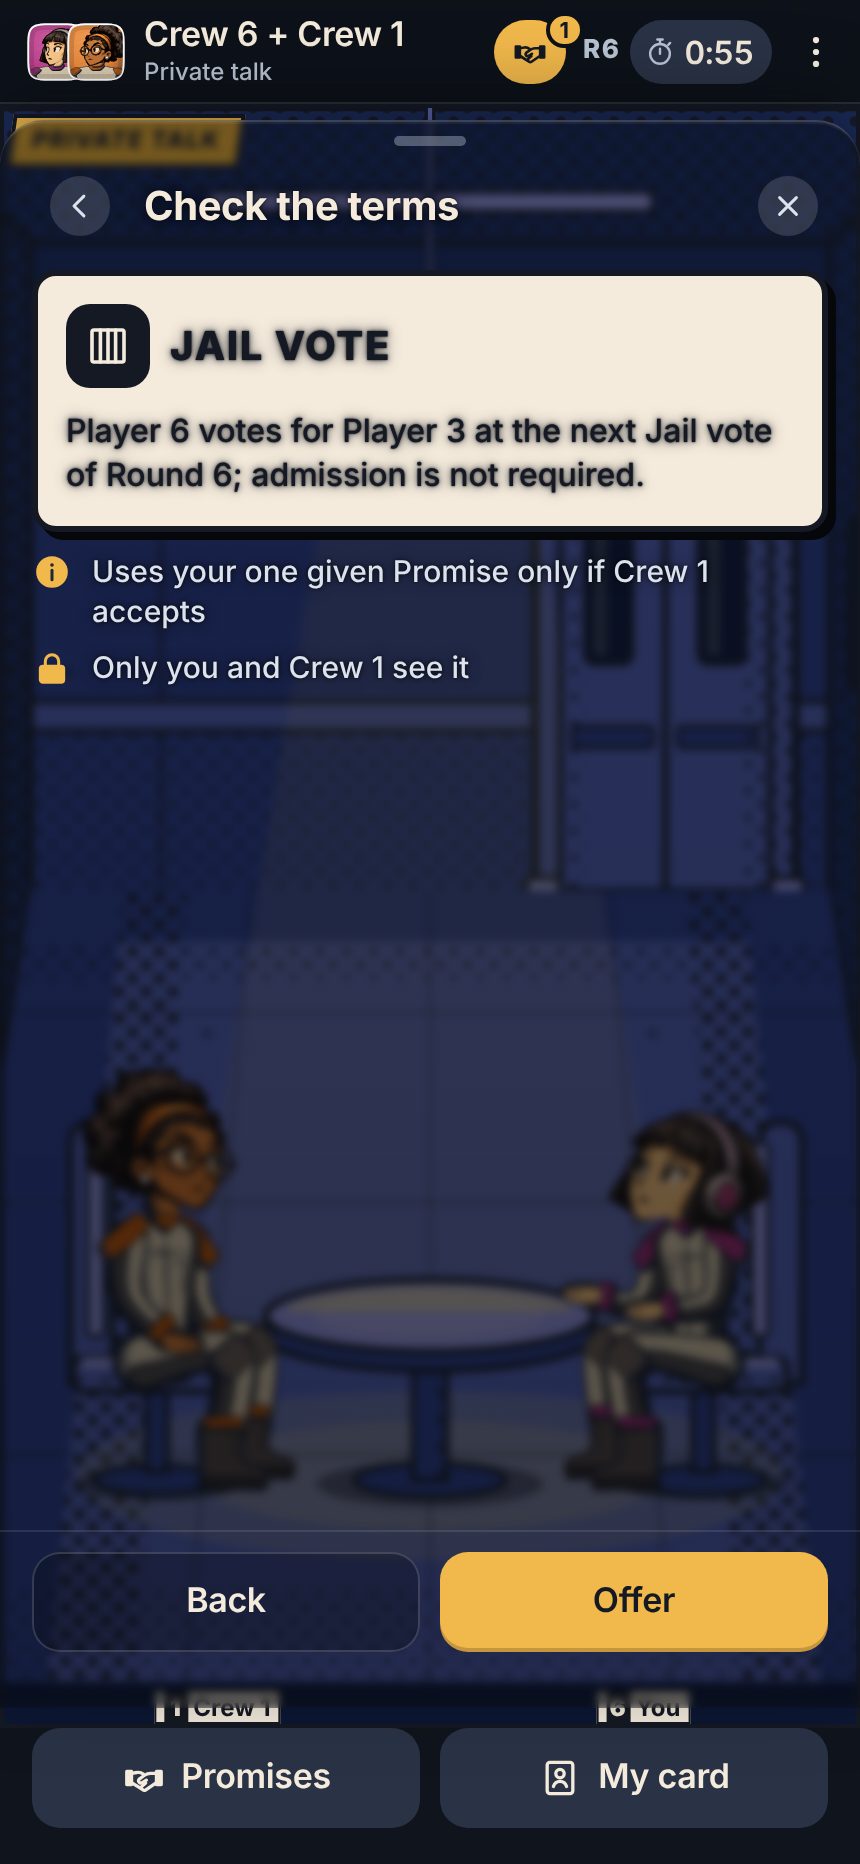 Crew 6 + Crew 1
Private talk
1
R6
0:55
PRIVATE TALK
Check the terms
JAIL VOTE
Player 6 votes for Player 3 at the next Jail vote
of Round 6; admission is not required.
Uses your one given Promise only if Crew 1
accepts
Only you and Crew 1 see it
Back
Offer
1 Crew 1
6 You
Promises
My card